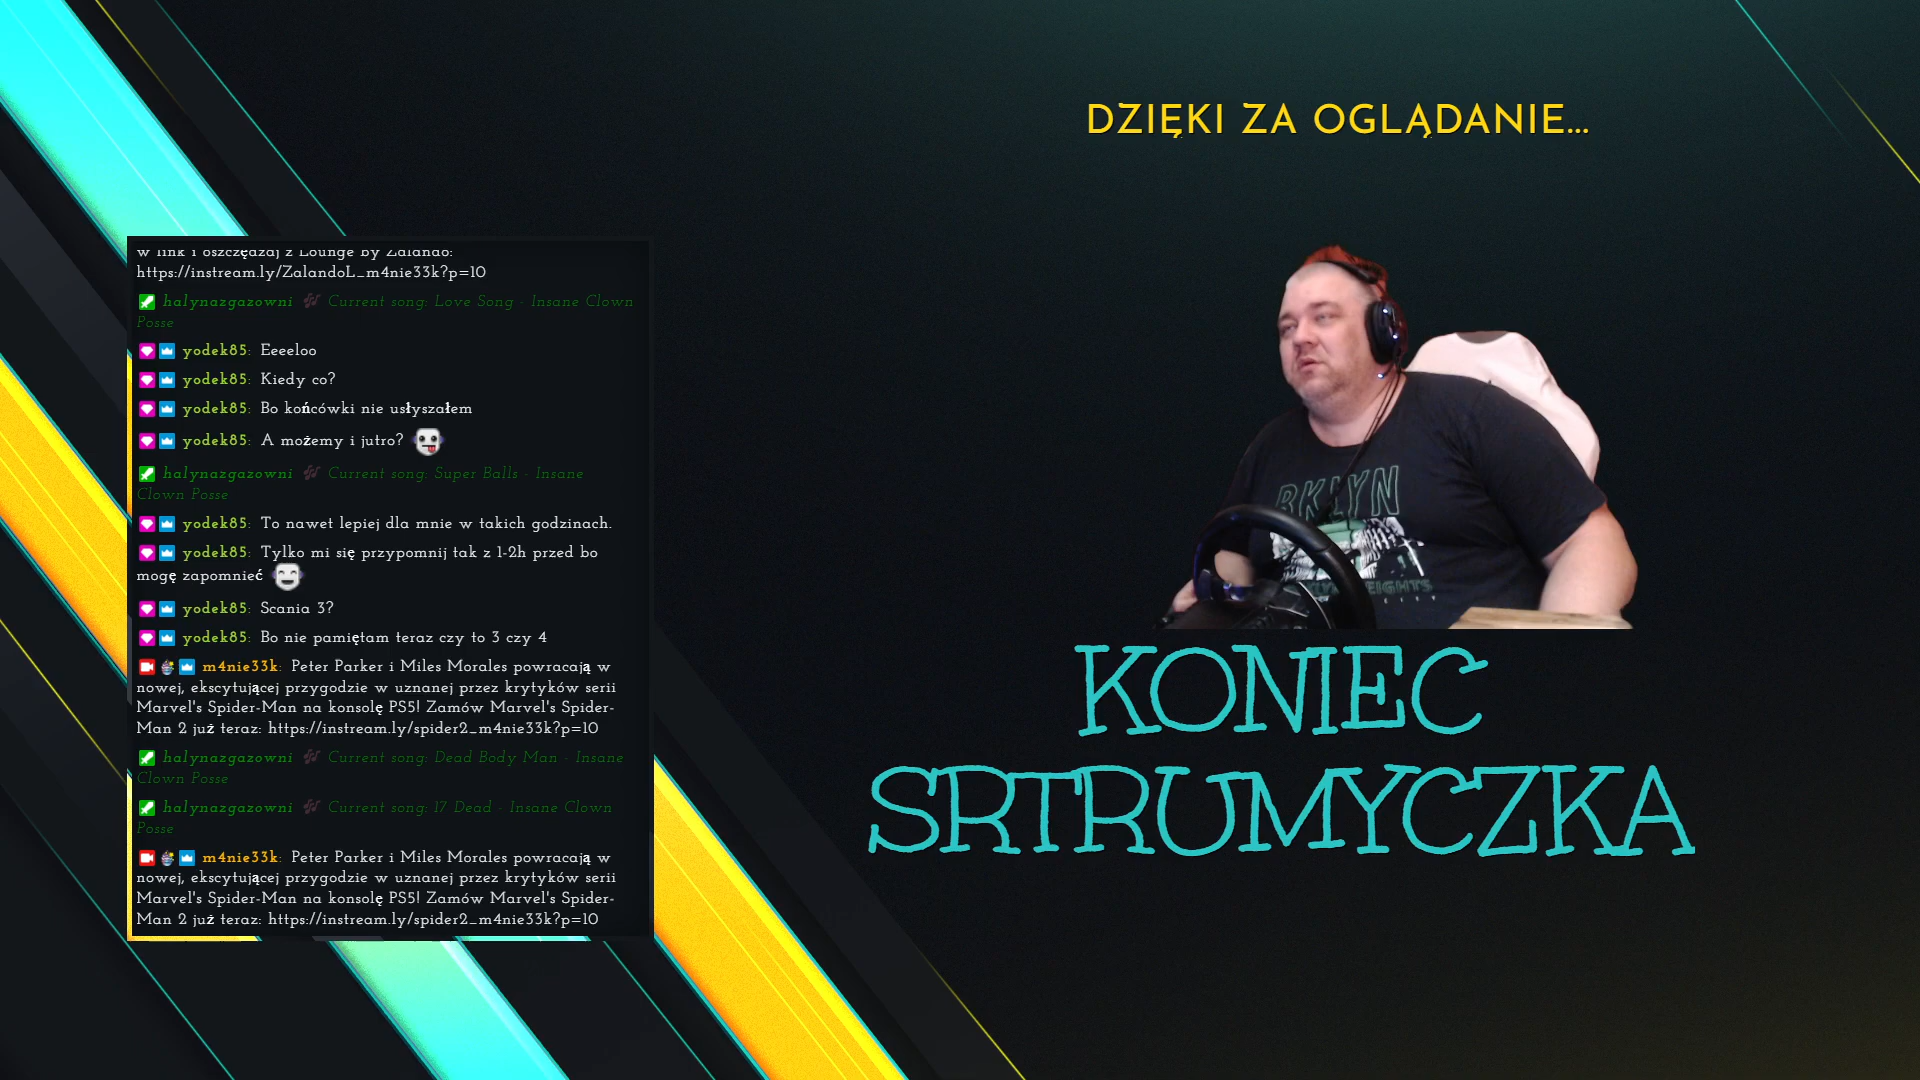 DZIĘKI ZA OGLĄDANIE...
w link i oszczędzaj z Lounge by Zalando:
https://instream.ly/ZalandoL_m4nie33k?p=10
halynazgazowni Current song: Love Song - Insane Clown
Posse
yodek85: Eeeeloo
yodek85: Kiedy co?
yodek85: Bo końcówki nie usłyszałem
yodek85: A możemy i jutro?
halynazgazowni Current song: Super Balls - Insane
Clown Posse
yodek85: To nawet lepiej dla mnie w takich godzinach.
yodek85: Tylko mi się przypomnij tak z 1-2h przed bo
mogę zapomnieć
yodek85: Scania 3?
yodek85: Bo nie pamiętam teraz czy to 3 czy 4
m4nie33k: Peter Parker i Miles Morales powracają w
nowej, ekscytującej przygodzie w uznanej przez krytyków serii
Marvel's Spider-Man na konsolę PS5! Zamów Marvel's Spider-
Man 2 już teraz: https://instream.ly/spider2_m4nie33k?p=10
halynazgazowni Current song: Dead Body Man - Insane
Clown Posse
halynazgazowni Current song: 17 Dead - Insane Clown
Posse
m4nie33k: Peter Parker i Miles Morales powracają w
nowej, ekscytującej przygodzie w uznanej przez krytyków serii
Marvel's Spider-Man na konsolę PS5! Zamów Marvel's Spider-
Man 2 już teraz: https://instream.ly/spider2_m4nie33k?p=10
BKLYN
KONIEC
SRTRUMYCZKA